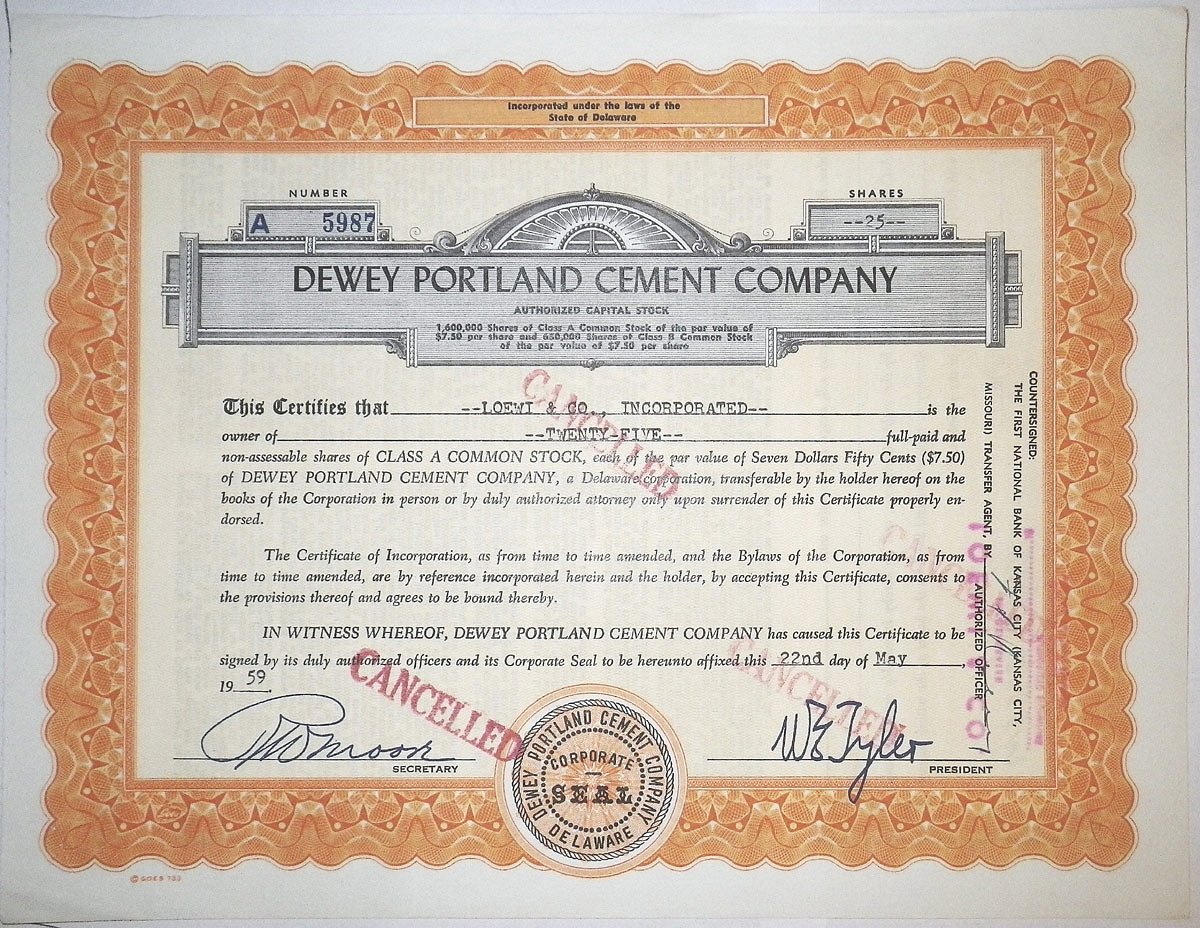 Incorporated under the laws of the
State of Delaware
NUMBER
A 5987
SHARES
--25--
DEWEY PORTLAND CEMENT COMPANY
AUTHORIZED CAPITAL STOCK
1,600,000 Shares of Class A Common Stock of the par value of
$7.50 per share and 650,000 Shares of Class B Common Stock
of the par value of $7.50 per share
This Certifies that --LOEWI & CO., INCORPORATED-- is the
owner of --TWENTY-FIVE-- full-paid and
non-assessable shares of CLASS A COMMON STOCK, each of the par value of Seven Dollars Fifty Cents ($7.50)
of DEWEY PORTLAND CEMENT COMPANY, a Delaware corporation, transferable by the holder hereof on the
books of the Corporation in person or by duly authorized attorney only upon surrender of this Certificate properly en-
dorsed.
The Certificate of Incorporation, as from time to time amended, and the Bylaws of the Corporation, as from
time to time amended, are by reference incorporated herein and the holder, by accepting this Certificate, consents to
the provisions thereof and agrees to be bound thereby.
IN WITNESS WHEREOF, DEWEY PORTLAND CEMENT COMPANY has caused this Certificate to be
signed by its duly authorized officers and its Corporate Seal to be hereunto affixed this 22nd day of May,
19 59.
SECRETARY
W E Tyler
PRESIDENT
DEWEY PORTLAND CEMENT COMPANY
CORPORATE
SEAL
DELAWARE
COUNTERSIGNED:
THE FIRST NATIONAL BANK OF KANSAS CITY (KANSAS CITY,
MISSOURI) TRANSFER AGENT, BY
AUTHORIZED OFFICER
CANCELLED
CANCELLED
CANCELLED
CANCELLED
© GOES 733